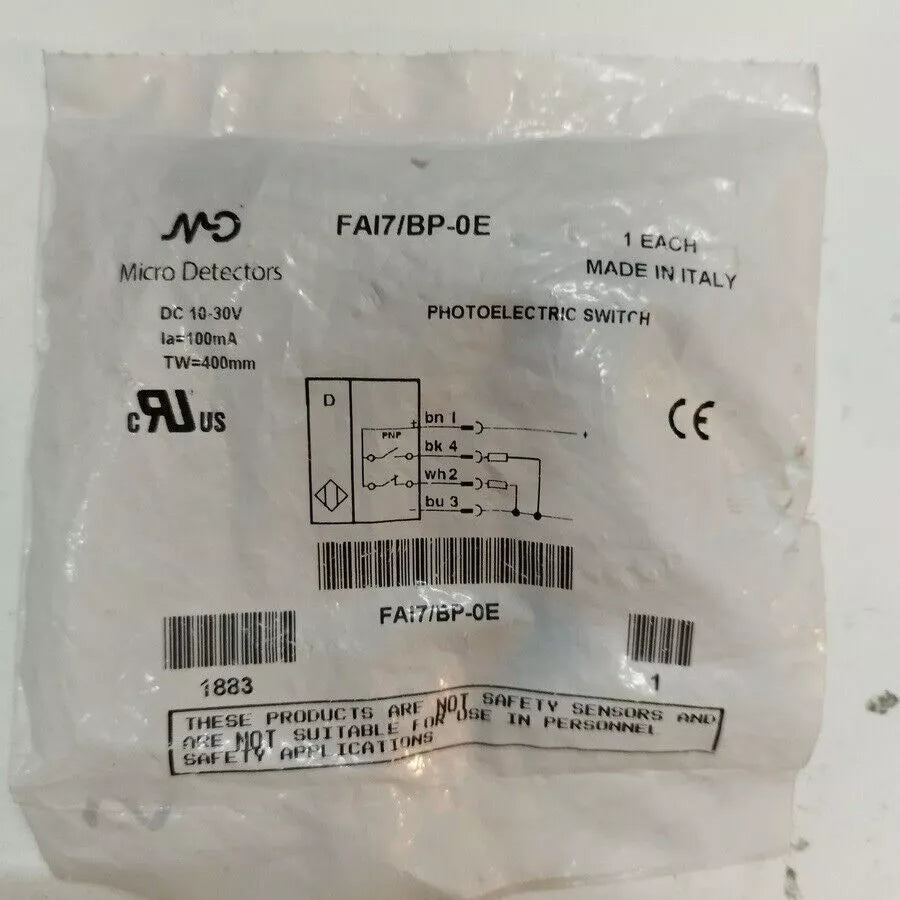 MD
Micro Detectors
DC 10-30V
Ia=100mA
TW=400mm
FAI7/BP-0E
1 EACH
MADE IN ITALY
PHOTOELECTRIC SWITCH
c RU US
CE
D
PNP
+ bn 1 +
bk 4
wh 2
- bu 3 -
FAI7/BP-0E
1883
1
THESE PRODUCTS ARE NOT SAFETY SENSORS AND
ARE NOT SUITABLE FOR USE IN PERSONNEL
SAFETY APPLICATIONS